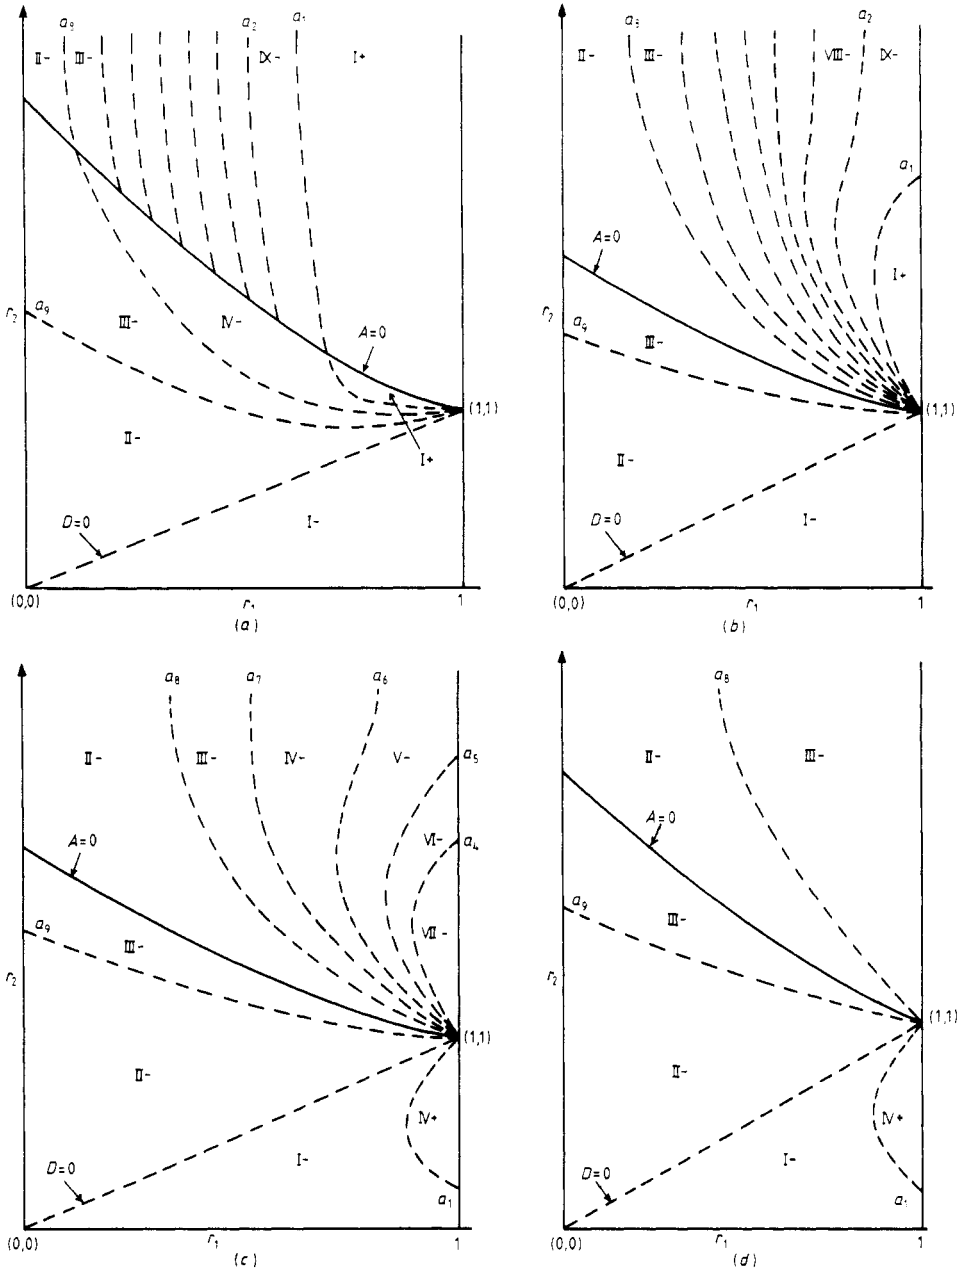 a₈ a₂ a₁
II- III- IX- I+
A=0
a₉
r₂
III- IV-
(1,1)
II- I+
D=0
I-
(0,0) r₁ 1
(a)
a₈ a₂
II- III- VIII- IX-
a₁
A=0
I+
r₂
a₉
III-
(1,1)
II-
D=0
I-
(0,0) r₁ 1
(b)
a₈ a₇ a₆
II- III- IV- V- a₅
A=0 VI- a₄
a₉
III- VII-
r₂
(1,1)
II-
IV+
D=0 I-
a₁
(0,0) r₁ 1
(c)
a₈
II- III-
A=0
a₉
III-
r₂
(1,1)
II-
IV+
D=0 I-
a₁
(0,0) r₁ 1
(d)